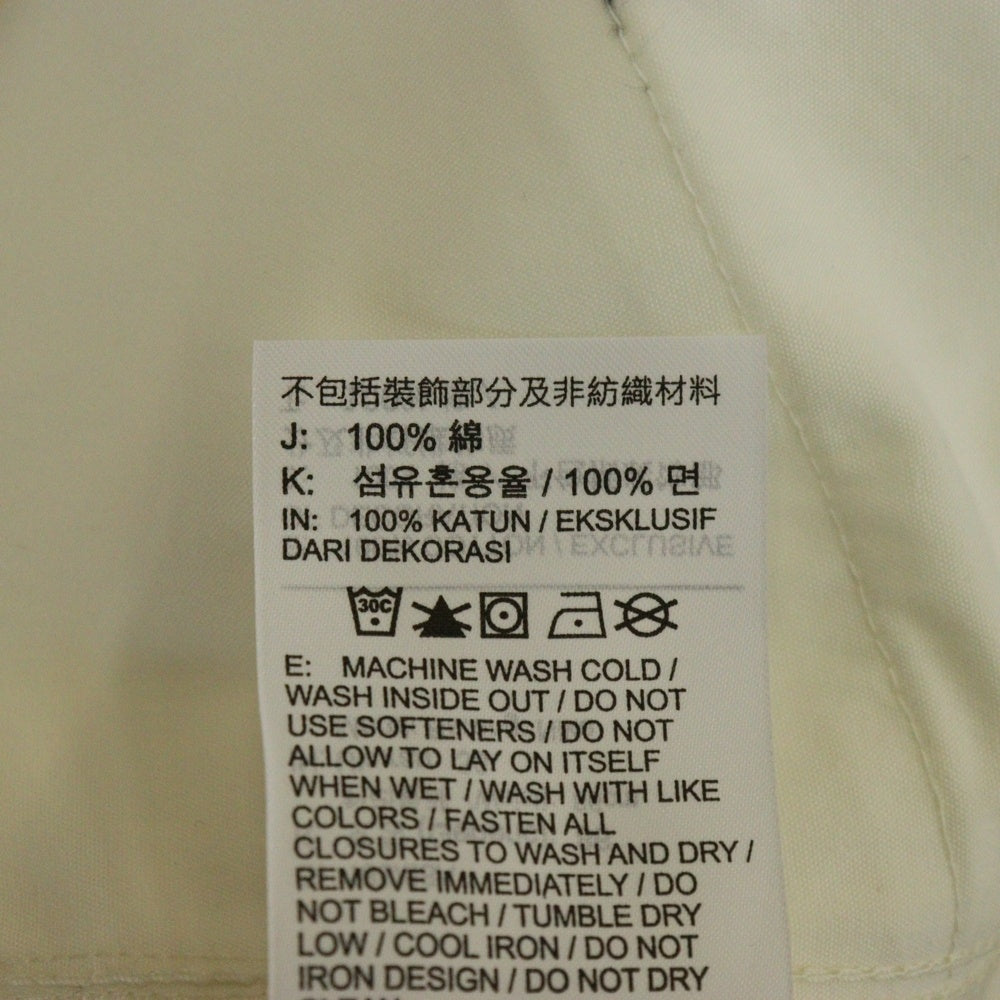 不包括裝飾部分及非紡織材料
J: 100% 綿
K: 섬유혼용율 / 100% 면
IN: 100% KATUN / EKSKLUSIF
DARI DEKORASI
30C
E: MACHINE WASH COLD /
WASH INSIDE OUT / DO NOT
USE SOFTENERS / DO NOT
ALLOW TO LAY ON ITSELF
WHEN WET / WASH WITH LIKE
COLORS / FASTEN ALL
CLOSURES TO WASH AND DRY /
REMOVE IMMEDIATELY / DO
NOT BLEACH / TUMBLE DRY
LOW / COOL IRON / DO NOT
IRON DESIGN / DO NOT DRY